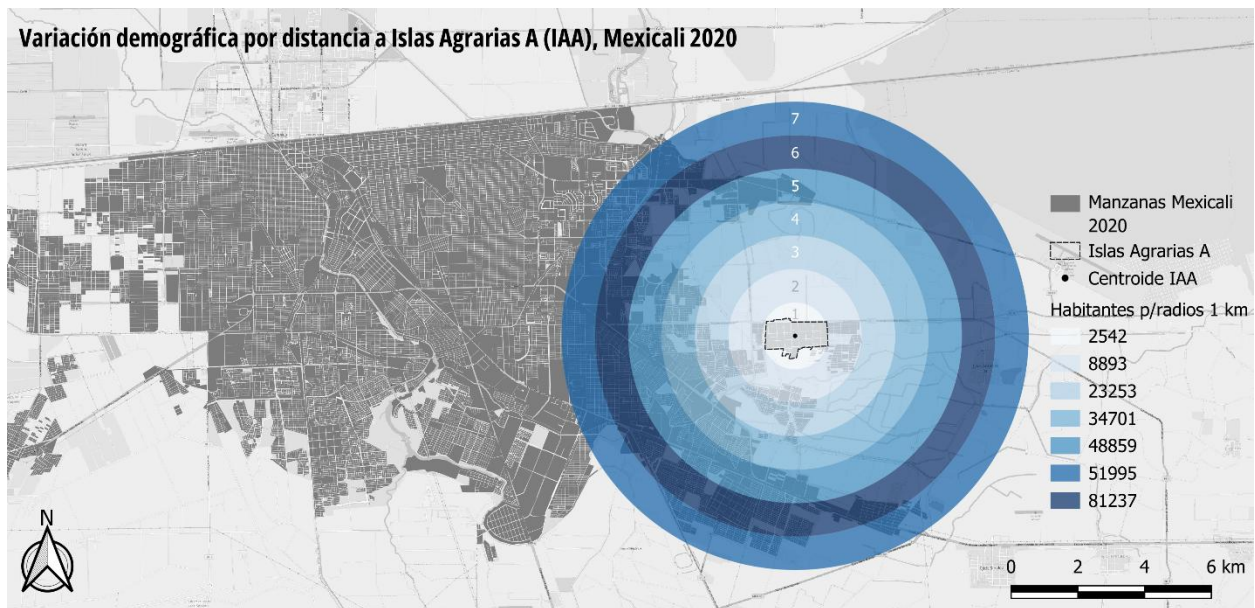 Variación demográfica por distancia a Islas Agrarias A (IAA), Mexicali 2020
7
6
5
4
3
2
1
Manzanas Mexicali
2020
Islas Agrarias A
Centroide IAA
Habitantes p/radios 1 km
2542
8893
23253
34701
48859
51995
81237
N
0 2 4 6 km